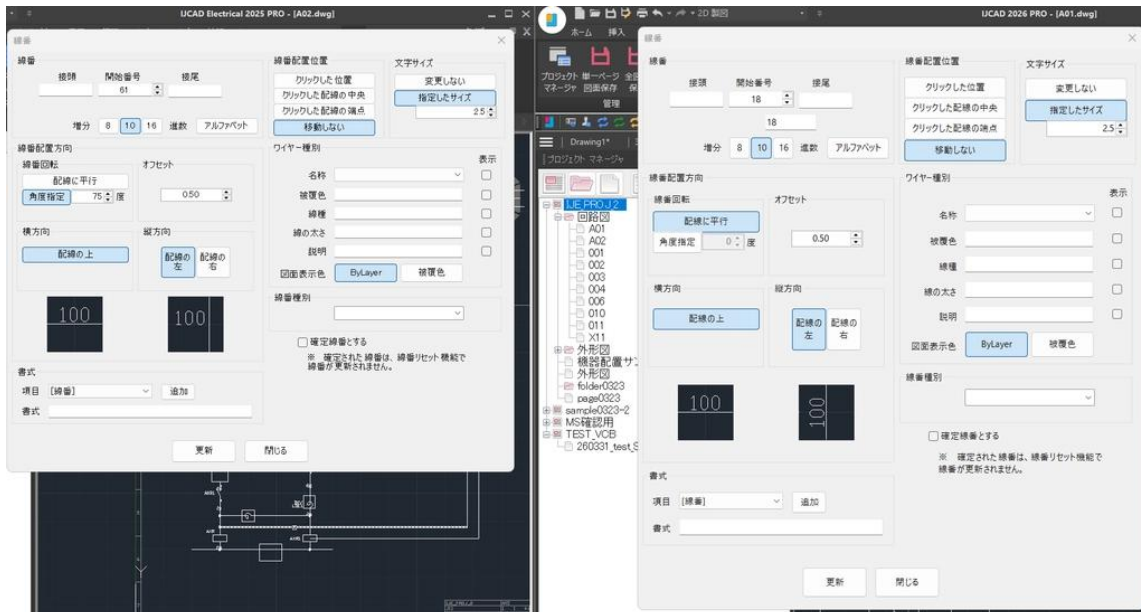 IJCAD Electrical 2025 PRO - [A02.dwg]
線番
線番
接頭 開始番号 接尾
61
増分 8 10 16 進数 アルファベット
線番配置方向
線番回転 オフセット
配線に平行
角度指定 75 度 0.50
横方向 縦方向
配線の上 配線の左 配線の右
100 100
書式
項目 [線番] 追加
書式
線番配置位置
クリックした位置
クリックした配線の中央
クリックした配線の端点
移動しない
文字サイズ
変更しない
指定したサイズ
2.5
ワイヤー種別
表示
名称
被覆色
線種
線の太さ
説明
図面表示色 ByLayer 被覆色
線番種別
確定線番とする
※ 確定された線番は、線番リセット機能で
線番が更新されません。
更新 閉じる
2D 製図
IJCAD 2026 PRO - [A01.dwg]
ホーム 挿入
プロジェクト
マネージャ
単一ページ
図面保存
管理
Drawing1*
プロジェクト マネージャ
IJE_PROJ2
回路図
A01
A02
001
002
003
004
006
010
011
X11
外形図
機器配置サン
外形図
folder0323
page0323
sample0323-2
MS確認用
TEST_VCB
260331_test_S
線番
線番
接頭 開始番号 接尾
18
18
増分 8 10 16 進数 アルファベット
線番配置方向
線番回転 オフセット
配線に平行
角度指定 0 度 0.50
横方向 縦方向
配線の上 配線の左 配線の右
100 100
書式
項目 [線番] 追加
書式
線番配置位置
クリックした位置
クリックした配線の中央
クリックした配線の端点
移動しない
文字サイズ
変更しない
指定したサイズ
2.5
ワイヤー種別
表示
名称
被覆色
線種
線の太さ
説明
図面表示色 ByLayer 被覆色
線番種別
確定線番とする
※ 確定された線番は、線番リセット機能で
線番が更新されません。
更新 閉じる